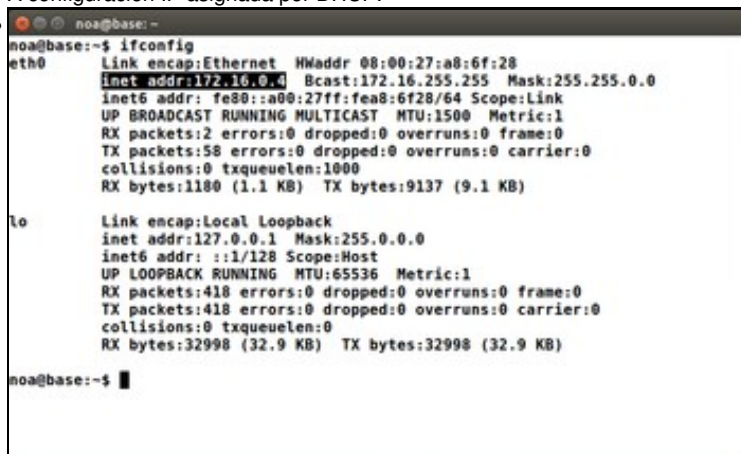 A configuración IP asignada por DHCP.
noa@base: ~
noa@base:~$ ifconfig
eth0 Link encap:Ethernet HWaddr 08:00:27:a8:6f:28
inet addr:172.16.0.4 Bcast:172.16.255.255 Mask:255.255.0.0
inet6 addr: fe80::a00:27ff:fea8:6f28/64 Scope:Link
UP BROADCAST RUNNING MULTICAST MTU:1500 Metric:1
RX packets:2 errors:0 dropped:0 overruns:0 frame:0
TX packets:58 errors:0 dropped:0 overruns:0 carrier:0
collisions:0 txqueuelen:1000
RX bytes:1180 (1.1 KB) TX bytes:9137 (9.1 KB)
lo Link encap:Local Loopback
inet addr:127.0.0.1 Mask:255.0.0.0
inet6 addr: ::1/128 Scope:Host
UP LOOPBACK RUNNING MTU:65536 Metric:1
RX packets:418 errors:0 dropped:0 overruns:0 frame:0
TX packets:418 errors:0 dropped:0 overruns:0 carrier:0
collisions:0 txqueuelen:0
RX bytes:32998 (32.9 KB) TX bytes:32998 (32.9 KB)
noa@base:~$